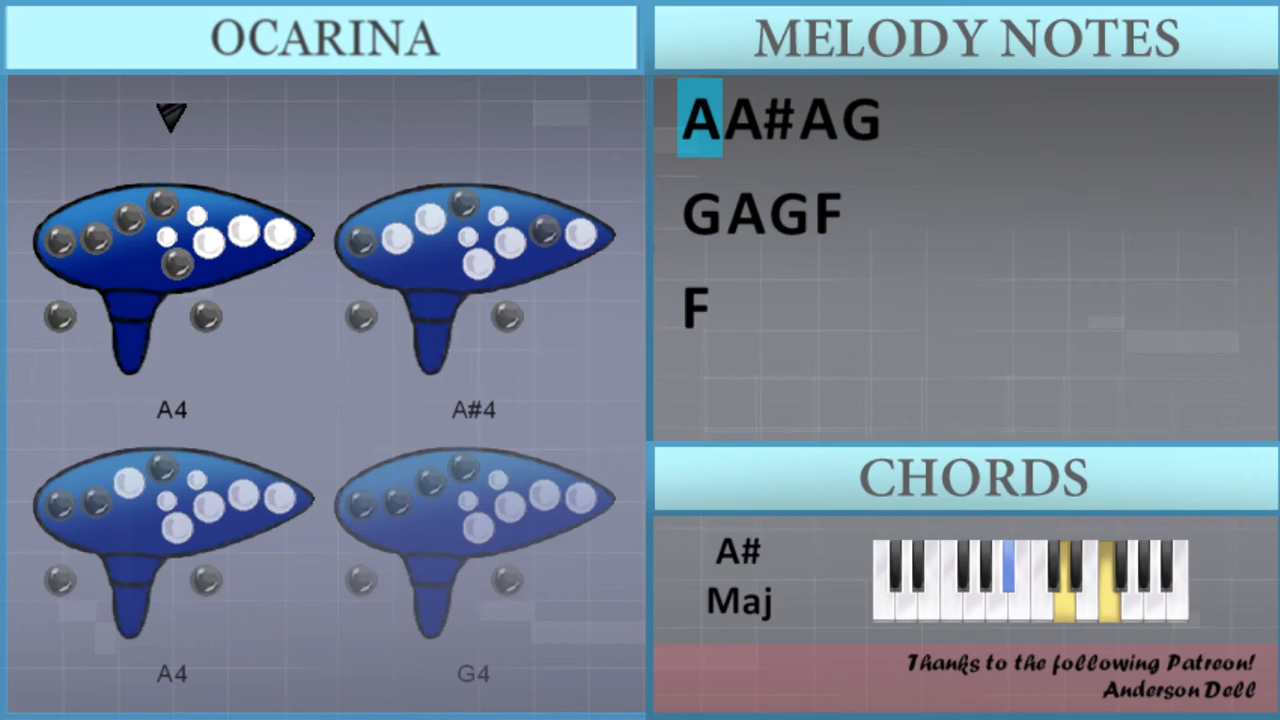 OCARINA
A4
A#4
A4
G4
MELODY NOTES
AA#AG
GAGF
F
CHORDS
A#
Maj
Thanks to the following Patreon!
Anderson Dell